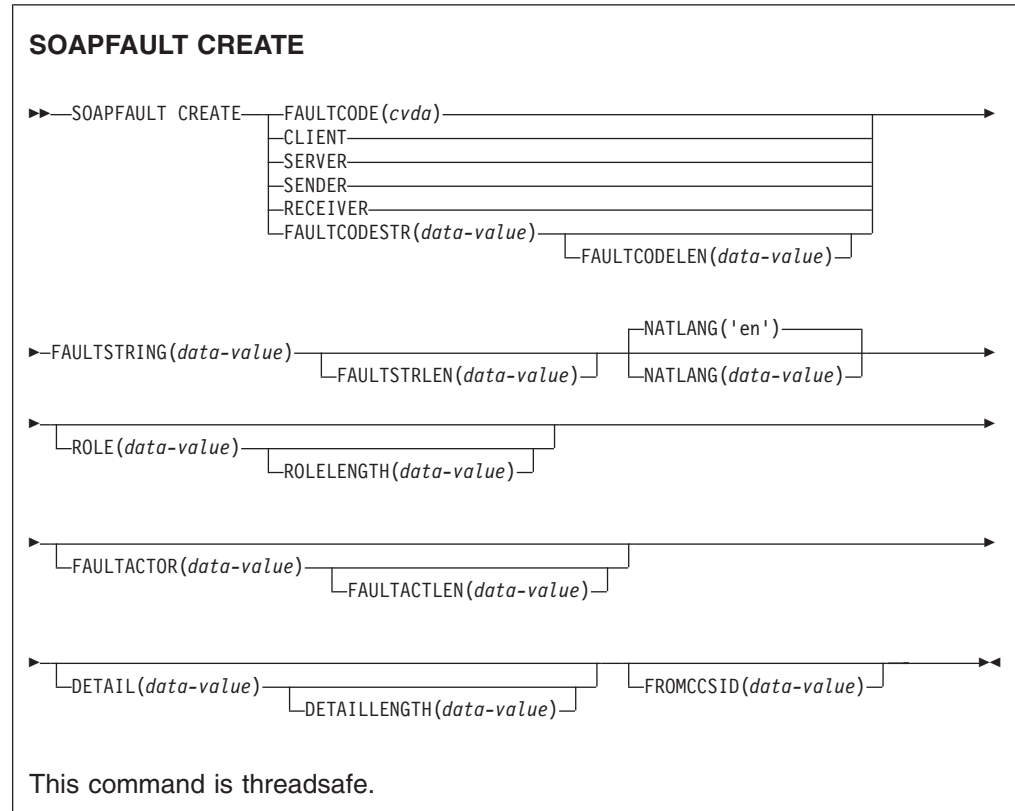 SOAPFAULT CREATE
SOAPFAULT CREATE FAULTCODE(cvda)
CLIENT
SERVER
SENDER
RECEIVER
FAULTCODESTR(data-value)
FAULTCODELEN(data-value)
NATLANG('en')
FAULTSTRING(data-value)
FAULTSTRLEN(data-value) NATLANG(data-value)
ROLE(data-value)
ROLELENGTH(data-value)
FAULTACTOR(data-value)
FAULTACTLEN(data-value)
DETAIL(data-value) FROMCCSID(data-value)
DETAILLENGTH(data-value)
This command is threadsafe.